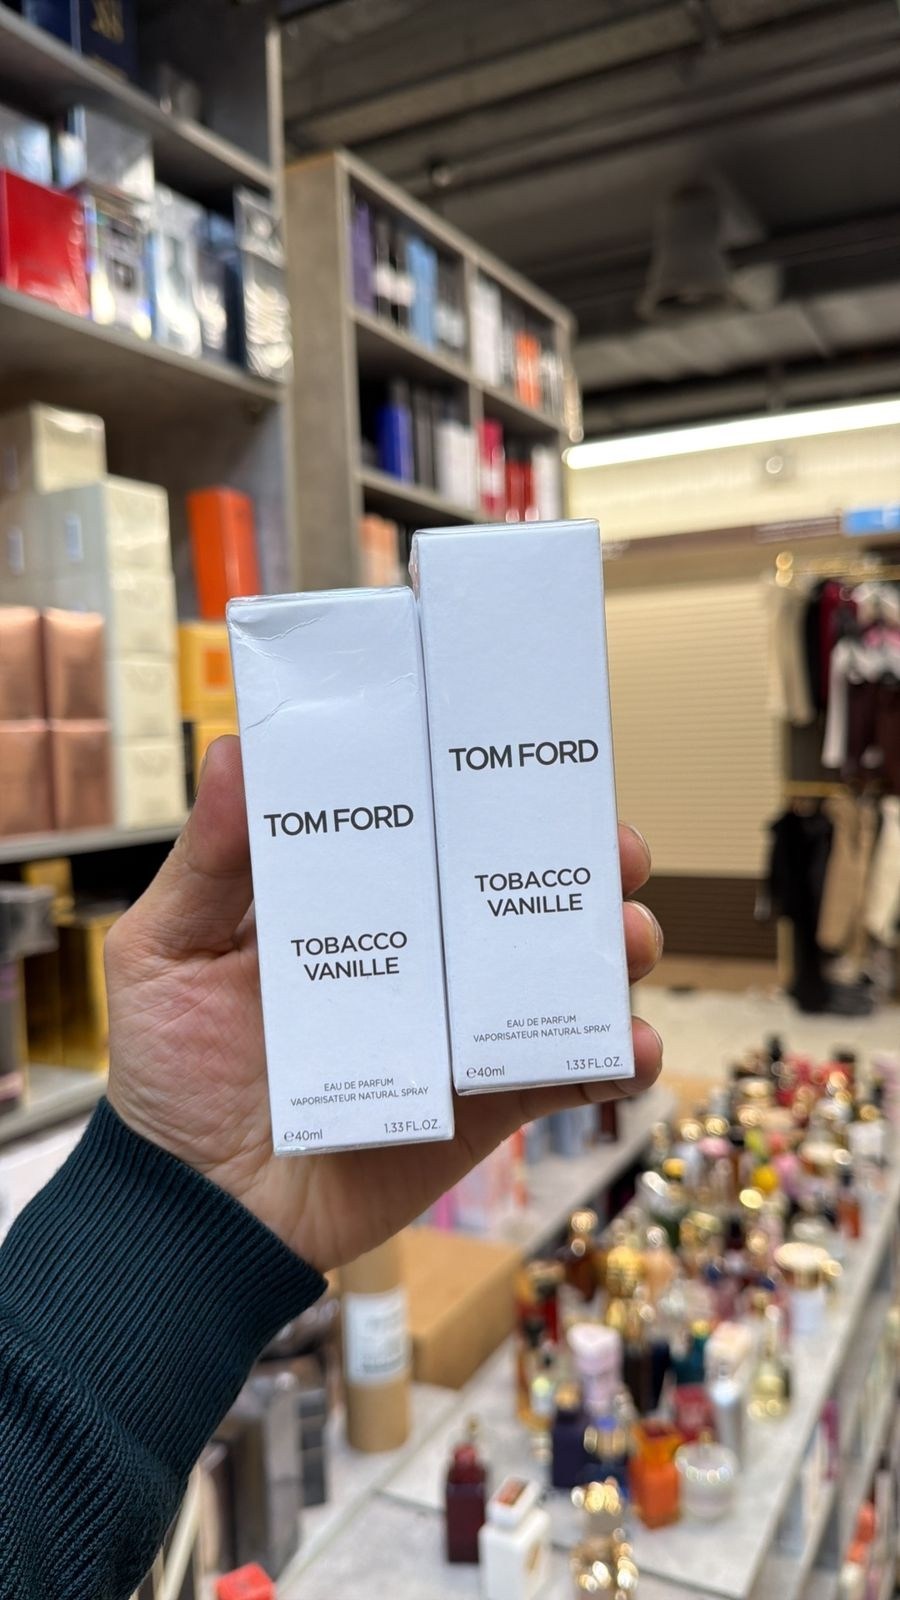 TOM FORD
TOBACCO
VANILLE
EAU DE PARFUM
VAPORISATEUR NATURAL SPRAY
℮40ml
1.33 FL.OZ.
TOM FORD
TOBACCO
VANILLE
EAU DE PARFUM
VAPORISATEUR NATURAL SPRAY
℮40ml
1.33 FL.OZ.